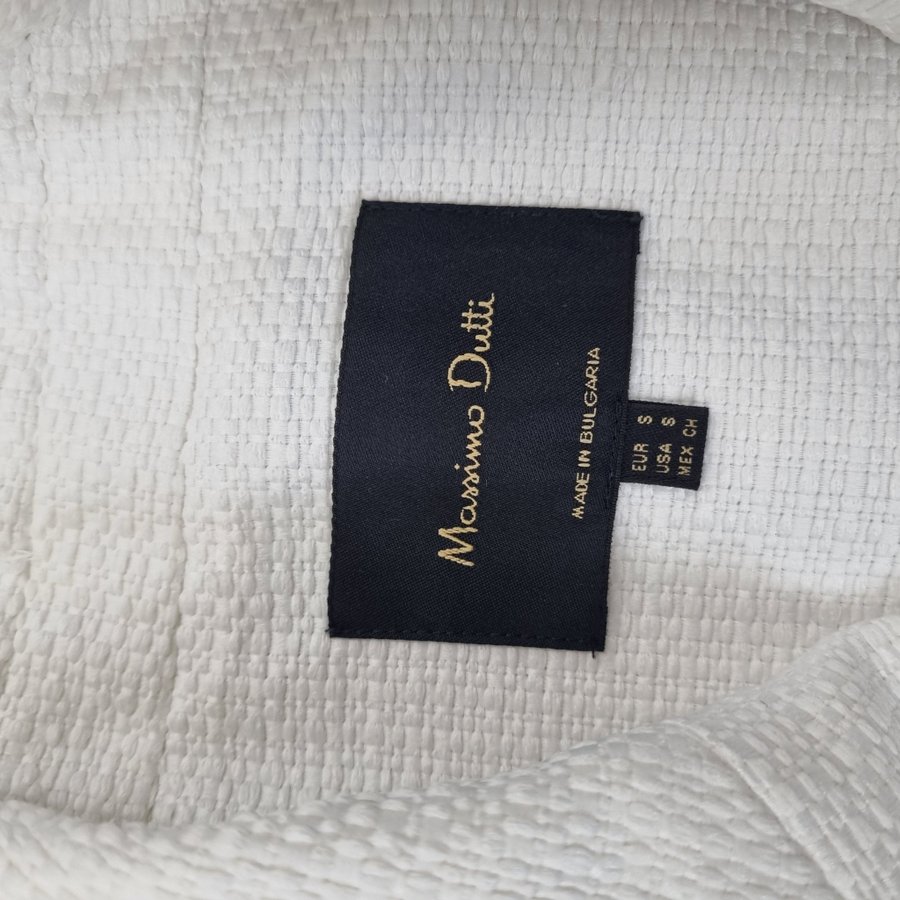 Massimo Dutti
MADE IN BULGARIA
EUR S
USA S
MEX CH